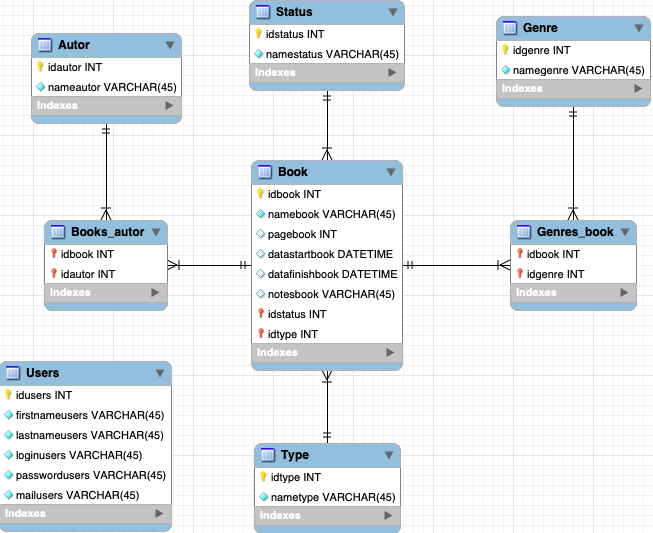 Autor
idautor INT
nameautor VARCHAR(45)
Indexes
Status
idstatus INT
namestatus VARCHAR(45)
Indexes
Genre
idgenre INT
namegenre VARCHAR(45)
Indexes
Books_autor
idbook INT
idautor INT
Indexes
Book
idbook INT
namebook VARCHAR(45)
pagebook INT
datastartbook DATETIME
datafinishbook DATETIME
notesbook VARCHAR(45)
idstatus INT
idtype INT
Indexes
Genres_book
idbook INT
idgenre INT
Indexes
Users
idusers INT
firstnameusers VARCHAR(45)
lastnameusers VARCHAR(45)
loginusers VARCHAR(45)
passwordusers VARCHAR(45)
mailusers VARCHAR(45)
Indexes
Type
idtype INT
nametype VARCHAR(45)
Indexes